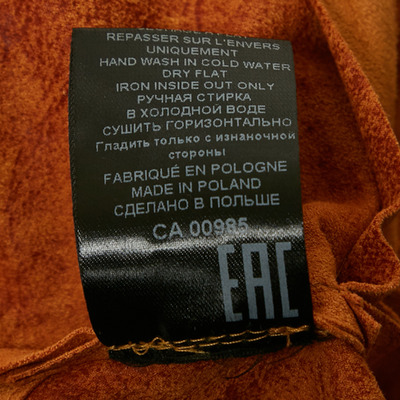 REPASSER SUR L'ENVERS
UNIQUEMENT
HAND WASH IN COLD WATER
DRY FLAT
IRON INSIDE OUT ONLY
РУЧНАЯ СТИРКА
В ХОЛОДНОЙ ВОДЕ
СУШИТЬ ГОРИЗОНТАЛЬНО
Гладить только с изнаночной
стороны
FABRIQUÉ EN POLOGNE
MADE IN POLAND
СДЕЛАНО В ПОЛЬШЕ
CA 00985
EAC